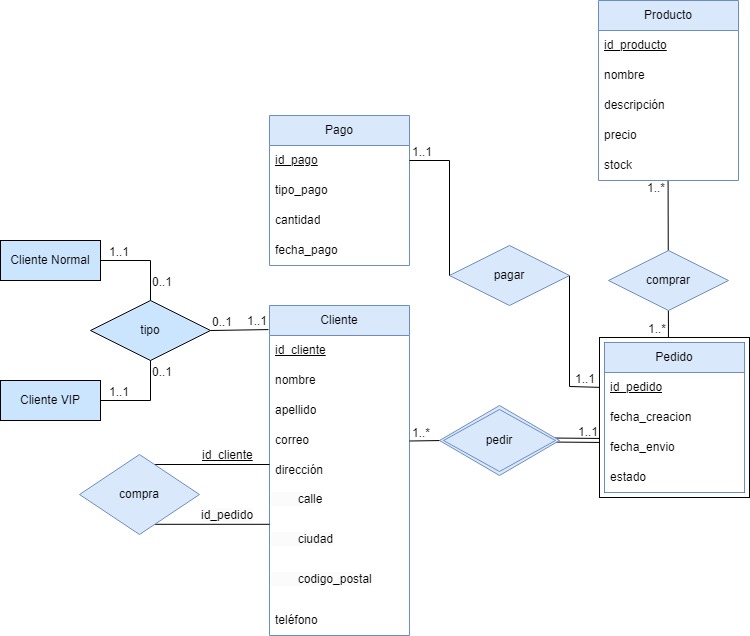 Producto
id_producto
nombre
descripción
precio
stock
1..*
Pago
id_pago
tipo_pago
cantidad
fecha_pago
1..1
pagar
comprar
1..*
Cliente Normal
1..1
0..1
tipo
0..1
1..1
0..1
Cliente VIP
1..1
Cliente
id_cliente
nombre
apellido
correo
dirección
calle
ciudad
codigo_postal
teléfono
1..*
pedir
1..1
1..1
Pedido
id_pedido
fecha_creacion
fecha_envio
estado
compra
id_cliente
id_pedido